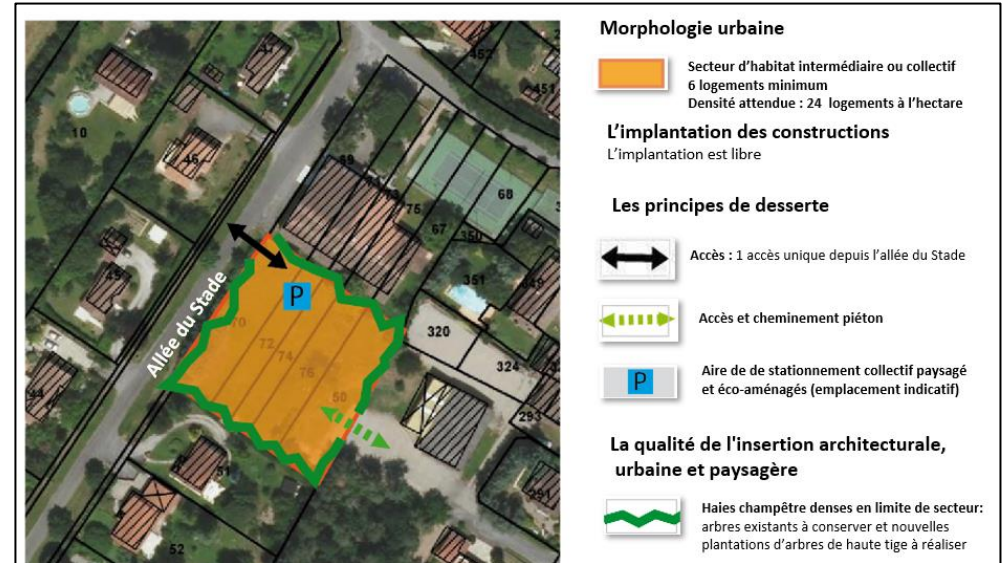 Morphologie urbaine
Secteur d'habitat intermédiaire ou collectif
6 logements minimum
Densité attendue : 24 logements à l'hectare
L'implantation des constructions
L'implantation est libre
Les principes de desserte
Accès : 1 accès unique depuis l'allée du Stade
Accès et cheminement piéton
P
Aire de de stationnement collectif paysagé
et éco-aménagés (emplacement indicatif)
La qualité de l'insertion architecturale,
urbaine et paysagère
Haies champêtre denses en limite de secteur:
arbres existants à conserver et nouvelles
plantations d'arbres de haute tige à réaliser
Allée du Stade
P
10
47
46
45
44
452
451
69
75
68
67
350
351
349
320
324
293
291
70
72
74
76
50
51
52